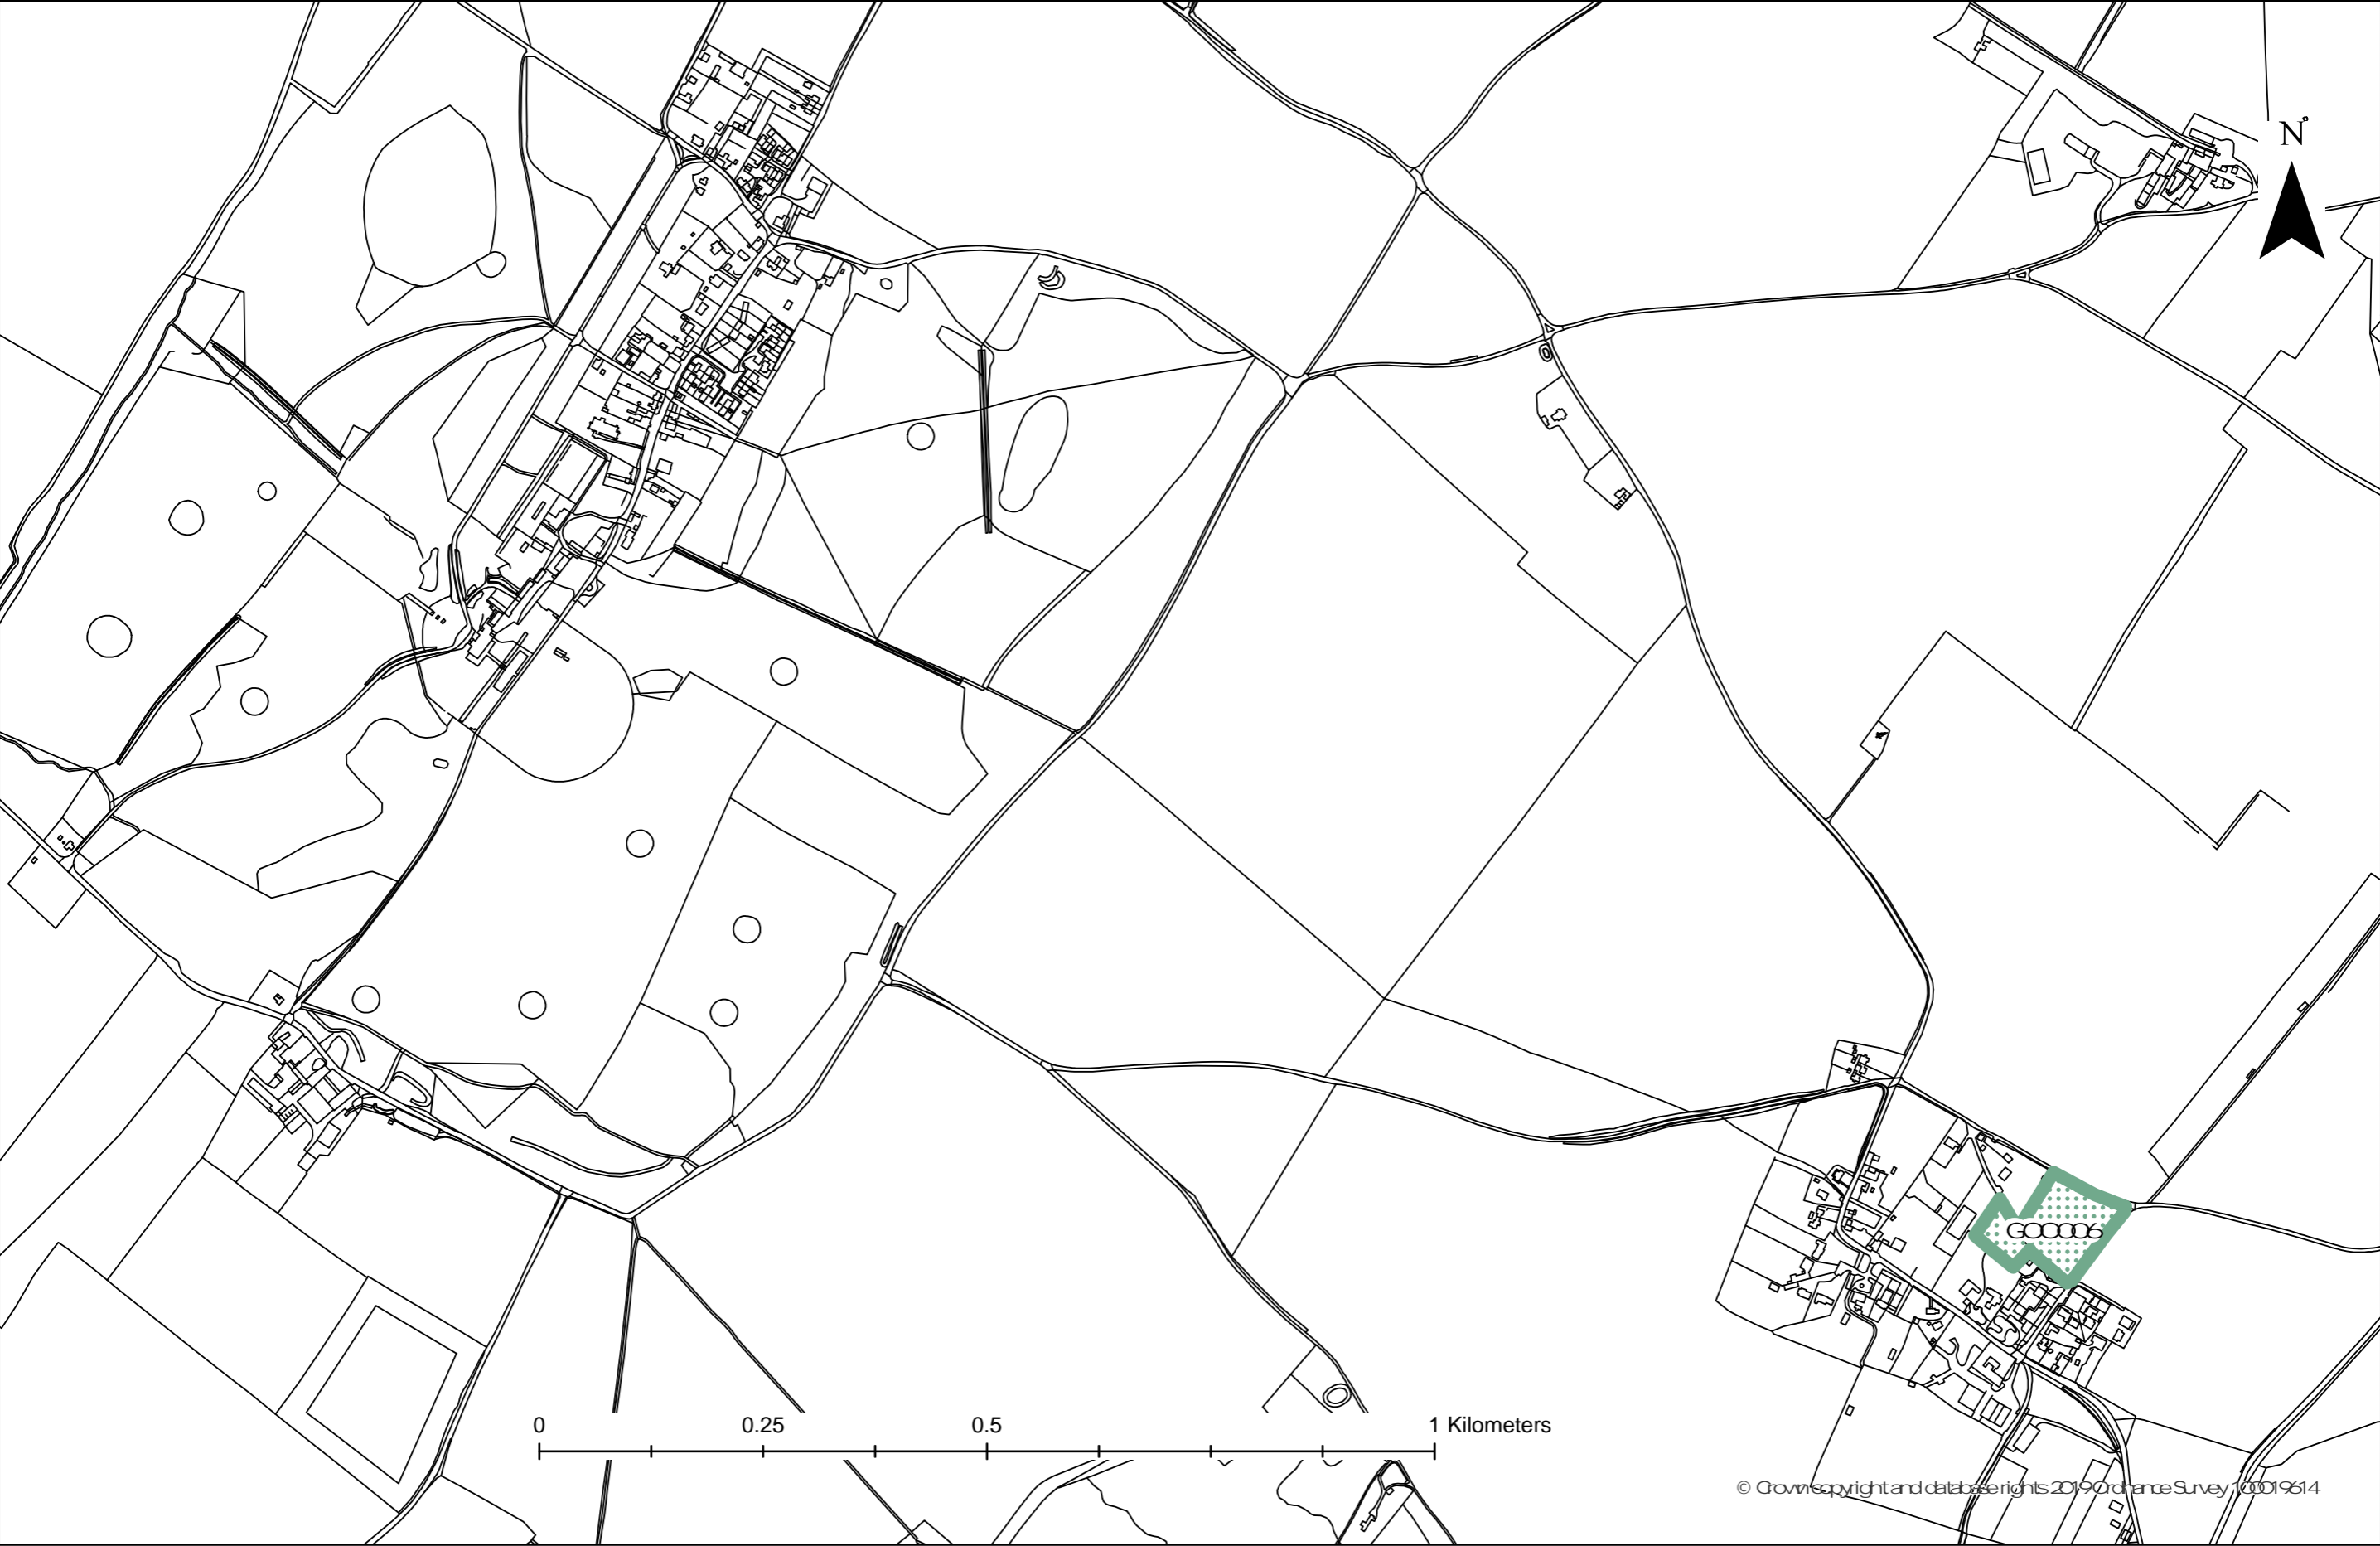 N
GO0006
0 0.25 0.5 1 Kilometers
© Crown copyright and database rights 2019 Ordnance Survey 100019614